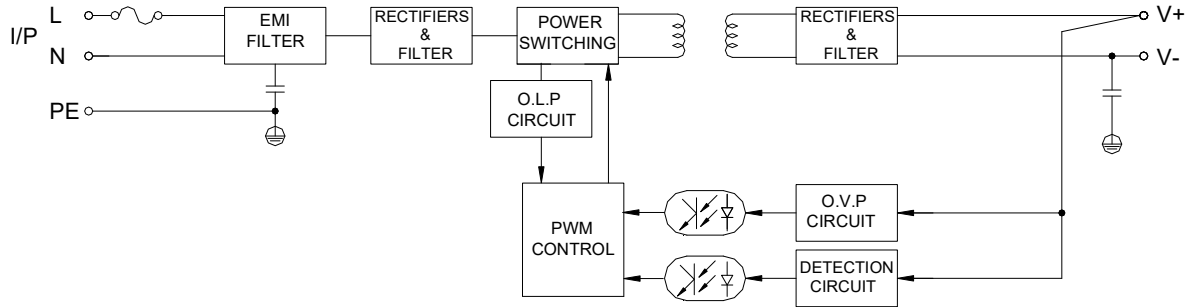 I/P
L
N
PE
EMI
FILTER
RECTIFIERS
&
FILTER
POWER
SWITCHING
RECTIFIERS
&
FILTER
V+
V-
O.L.P
CIRCUIT
PWM
CONTROL
O.V.P
CIRCUIT
DETECTION
CIRCUIT